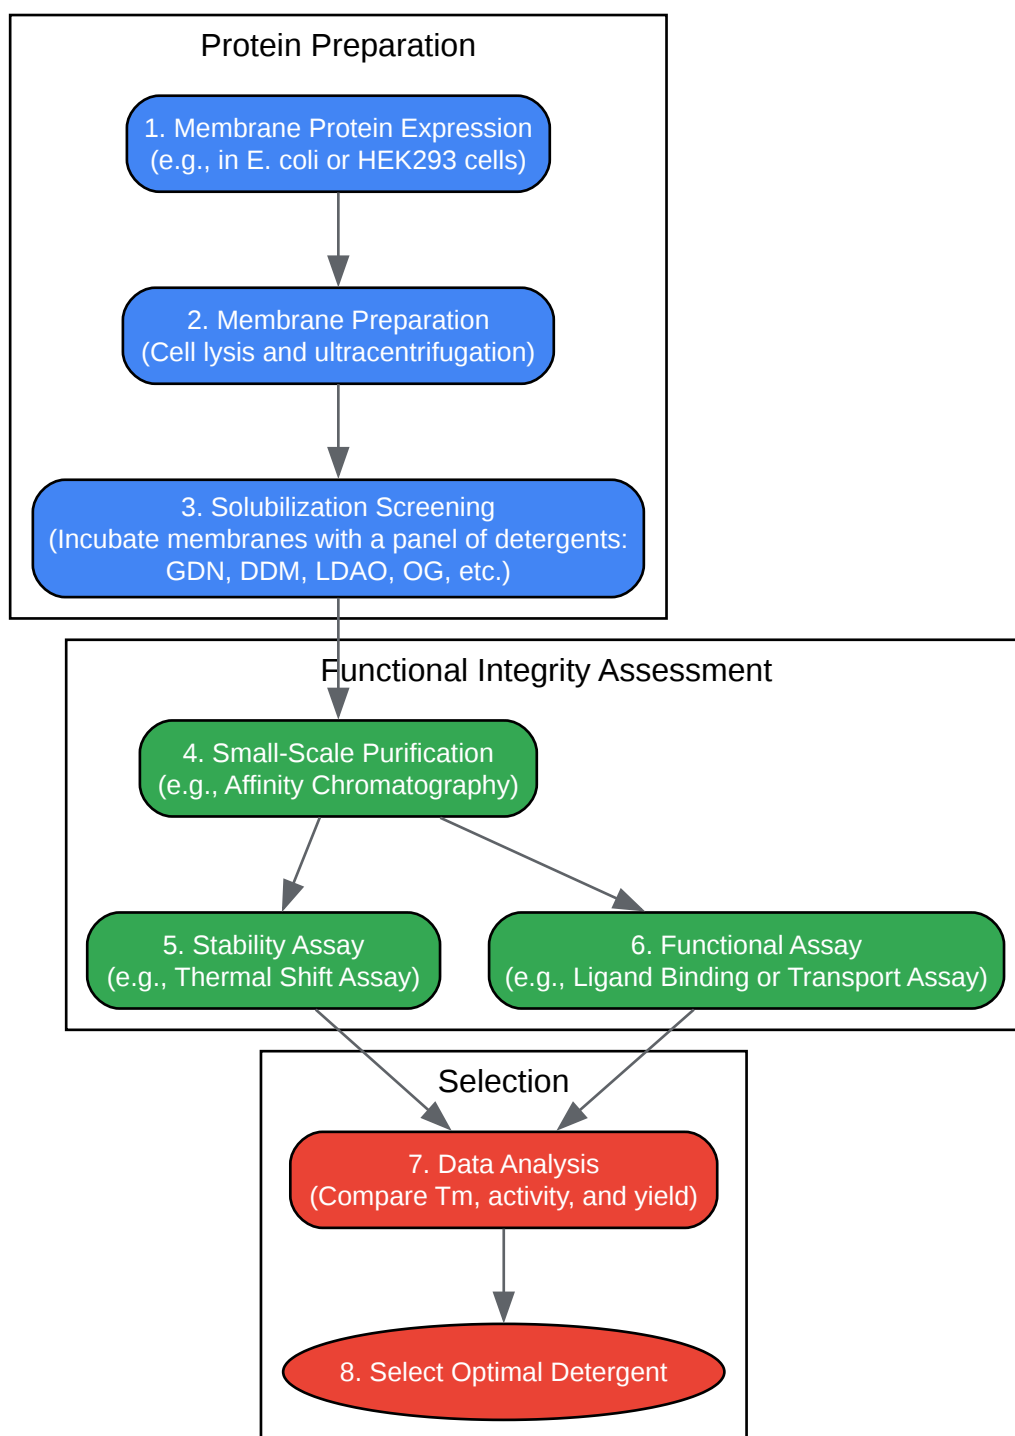 Protein Preparation
1. Membrane Protein Expression
(e.g., in E. coli or HEK293 cells)
2. Membrane Preparation
(Cell lysis and ultracentrifugation)
3. Solubilization Screening
(Incubate membranes with a panel of detergents:
GDN, DDM, LDAO, OG, etc.)
Functional Integrity Assessment
4. Small-Scale Purification
(e.g., Affinity Chromatography)
5. Stability Assay
(e.g., Thermal Shift Assay)
6. Functional Assay
(e.g., Ligand Binding or Transport Assay)
Selection
7. Data Analysis
(Compare Tm, activity, and yield)
8. Select Optimal Detergent